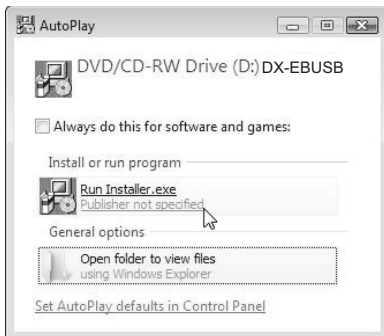 AutoPlay
DVD/CD-RW Drive (D:) DX-EBUSB
Always do this for software and games:
Install or run program
Run Installer.exe
Publisher not specified
General options
Open folder to view files
using Windows Explorer
Set AutoPlay defaults in Control Panel